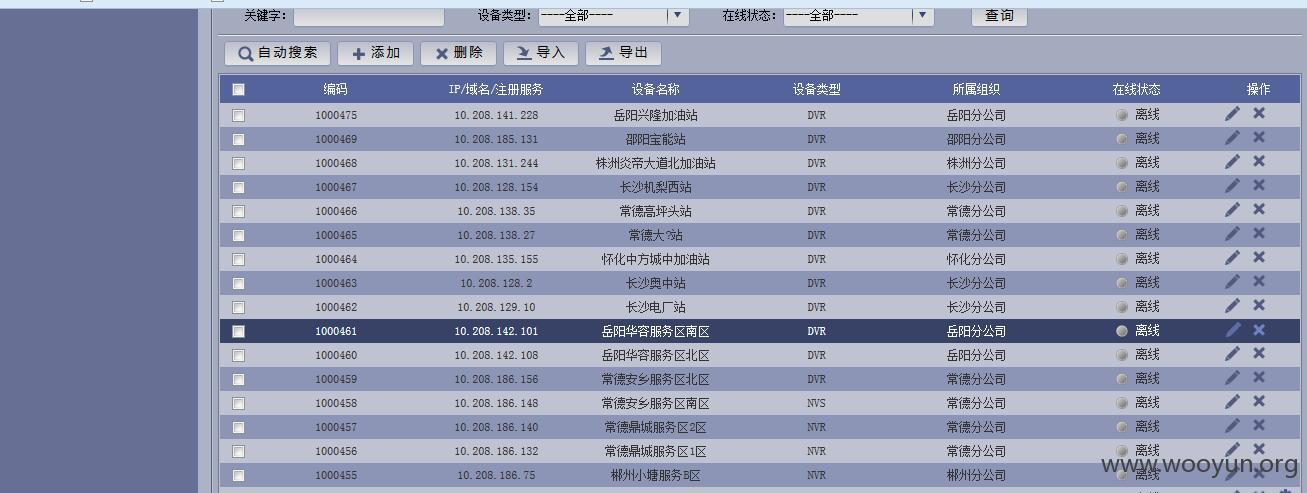 关键字: 设备类型: ----全部---- 在线状态: ----全部---- 查询
自动搜索 添加 删除 导入 导出
编码 IP/域名/注册服务 设备名称 设备类型 所属组织 在线状态 操作
1000475 10.208.141.228 岳阳兴隆加油站 DVR 岳阳分公司 离线
1000469 10.208.185.131 邵阳宝能站 DVR 邵阳分公司 离线
1000468 10.208.131.244 株洲炎帝大道北加油站 DVR 株洲分公司 离线
1000467 10.208.128.154 长沙机梨西站 DVR 长沙分公司 离线
1000466 10.208.138.35 常德高坪头站 DVR 常德分公司 离线
1000465 10.208.138.27 常德大?站 DVR 常德分公司 离线
1000464 10.208.135.155 怀化中方城中加油站 DVR 怀化分公司 离线
1000463 10.208.128.2 长沙奥中站 DVR 长沙分公司 离线
1000462 10.208.129.10 长沙电厂站 DVR 长沙分公司 离线
1000461 10.208.142.101 岳阳华容服务区南区 DVR 岳阳分公司 离线
1000460 10.208.142.108 岳阳华容服务区北区 DVR 岳阳分公司 离线
1000459 10.208.186.156 常德安乡服务区北区 DVR 常德分公司 离线
1000458 10.208.186.148 常德安乡服务区南区 NVS 常德分公司 离线
1000457 10.208.186.140 常德鼎城服务区2区 NVR 常德分公司 离线
1000456 10.208.186.132 常德鼎城服务区1区 NVR 常德分公司 离线
1000455 10.208.186.75 郴州小塘服务B区 NVR 郴州分公司 离线
www.wooyun.org